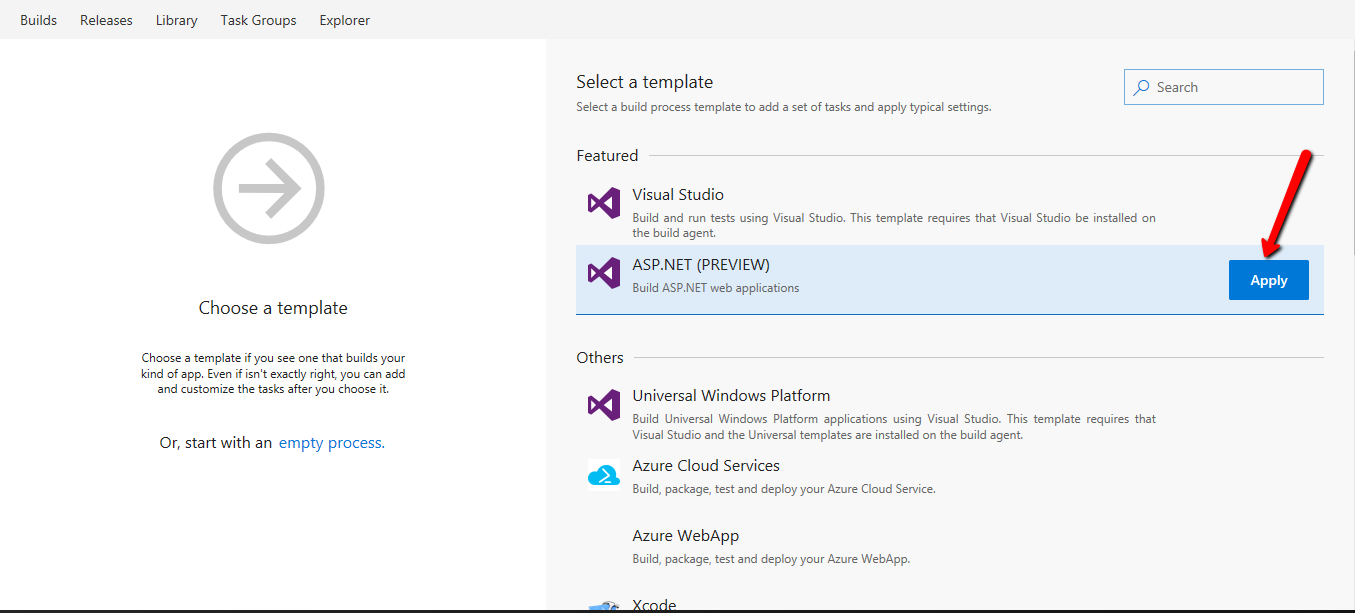 Builds Releases Library Task Groups Explorer
Choose a template
Choose a template if you see one that builds your
kind of app. Even if isn't exactly right, you can add
and customize the tasks after you choose it.
Or, start with an empty process.
Select a template
Search
Select a build process template to add a set of tasks and apply typical settings.
Featured
Visual Studio
Build and run tests using Visual Studio. This template requires that Visual Studio be installed on
the build agent.
ASP.NET (PREVIEW)
Build ASP.NET web applications
Apply
Others
Universal Windows Platform
Build Universal Windows Platform applications using Visual Studio. This template requires that
Visual Studio and the Universal templates are installed on the build agent.
Azure Cloud Services
Build, package, test and deploy your Azure Cloud Service.
Azure WebApp
Build, package, test and deploy your Azure WebApp.
Xcode